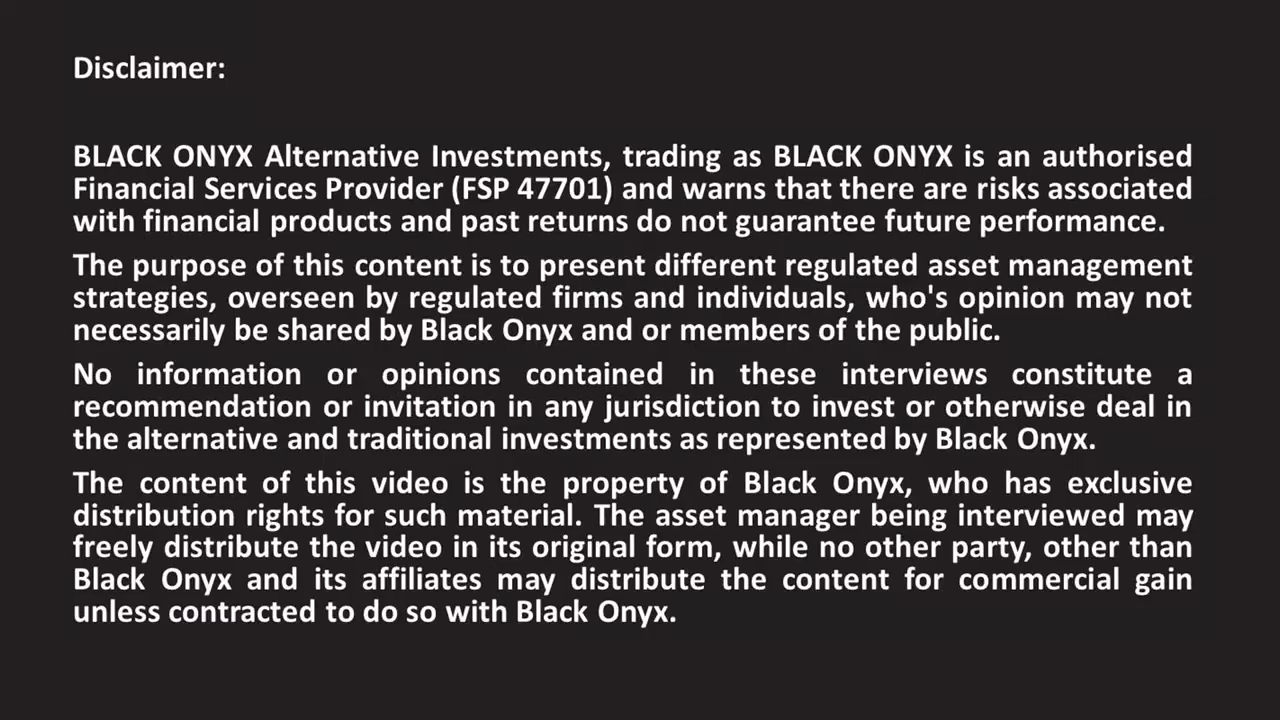 Disclaimer:
BLACK ONYX Alternative Investments, trading as BLACK ONYX is an authorised
Financial Services Provider (FSP 47701) and warns that there are risks associated
with financial products and past returns do not guarantee future performance.
The purpose of this content is to present different regulated asset management
strategies, overseen by regulated firms and individuals, who's opinion may not
necessarily be shared by Black Onyx and or members of the public.
No information or opinions contained in these interviews constitute a
recommendation or invitation in any jurisdiction to invest or otherwise deal in
the alternative and traditional investments as represented by Black Onyx.
The content of this video is the property of Black Onyx, who has exclusive
distribution rights for such material. The asset manager being interviewed may
freely distribute the video in its original form, while no other party, other than
Black Onyx and its affiliates may distribute the content for commercial gain
unless contracted to do so with Black Onyx.